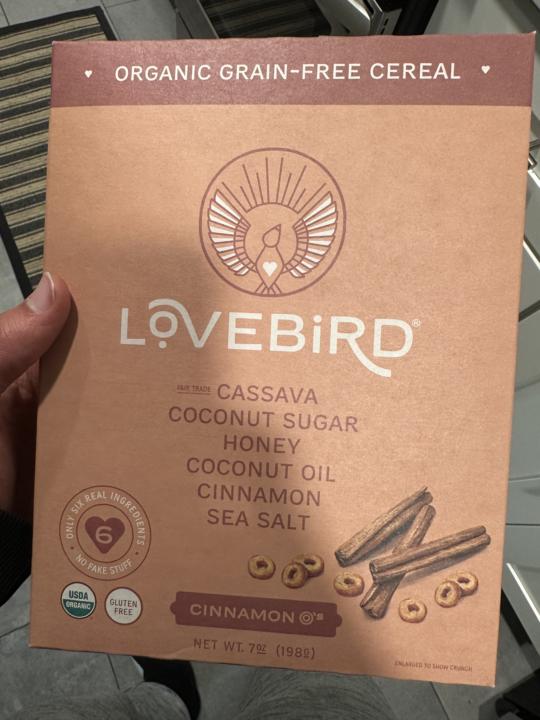 ♥ ORGANIC GRAIN-FREE CEREAL ♥
LOVEBIRD®
FAIR TRADE CASSAVA
COCONUT SUGAR
HONEY
COCONUT OIL
CINNAMON
SEA SALT
ONLY SIX REAL INGREDIENTS
6
• NO FAKE STUFF •
USDA
ORGANIC
GLUTEN
FREE
CINNAMON O's
NET WT. 7oz (198g)
ENLARGED TO SHOW CRUNCH